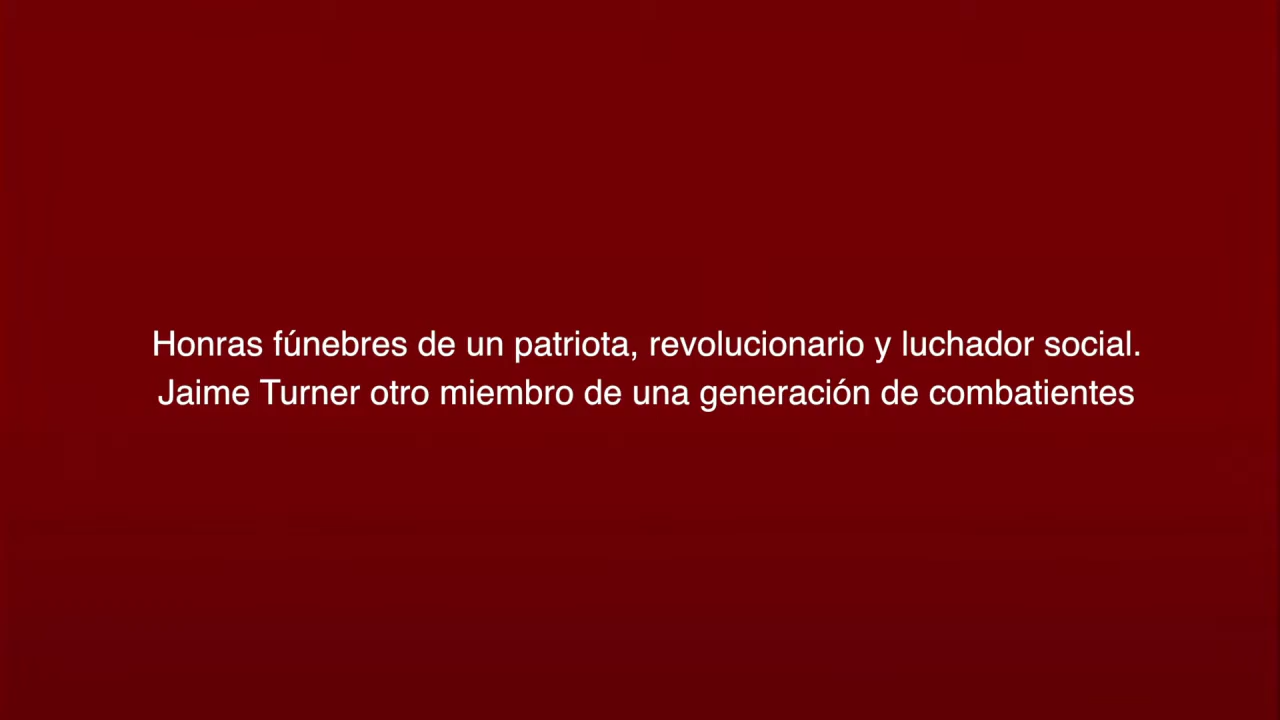 Honras fúnebres de un patriota, revolucionario y luchador social.
Jaime Turner otro miembro de una generación de combatientes